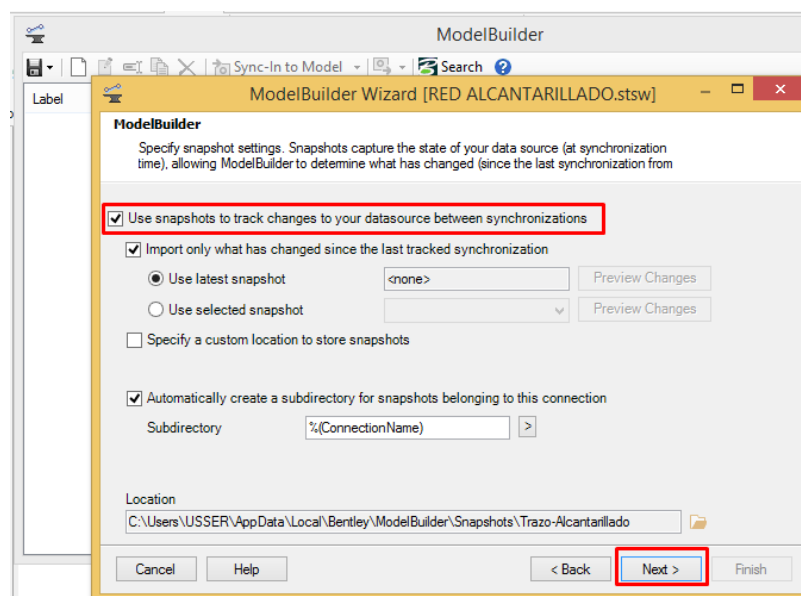 ModelBuilder
Sync-In to Model
Search
Label
ModelBuilder Wizard [RED ALCANTARILLADO.stsw]
ModelBuilder
Specify snapshot settings. Snapshots capture the state of your data source (at synchronization
time), allowing ModelBuilder to determine what has changed (since the last synchronization from
Use snapshots to track changes to your datasource between synchronizations
Import only what has changed since the last tracked synchronization
Use latest snapshot
<none>
Preview Changes
Use selected snapshot
Preview Changes
Specify a custom location to store snapshots
Automatically create a subdirectory for snapshots belonging to this connection
Subdirectory
%(ConnectionName)
>
Location
C:\Users\USSER\AppData\Local\Bentley\ModelBuilder\Snapshots\Trazo-Alcantarillado
Cancel
Help
< Back
Next >
Finish